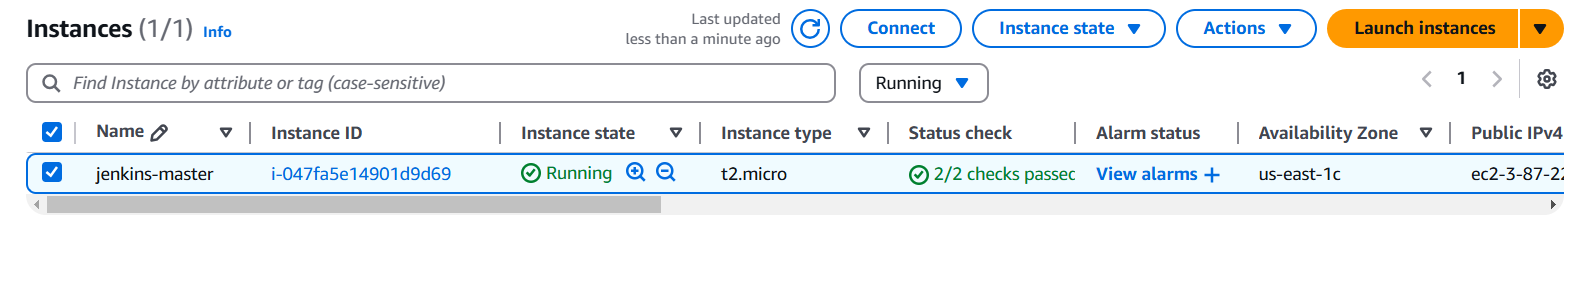 Instances (1/1) Info
Last updated
less than a minute ago
Connect
Instance state
Actions
Launch instances
Find Instance by attribute or tag (case-sensitive)
Running
1
Name Instance ID Instance state Instance type Status check Alarm status Availability Zone Public IPv4
jenkins-master i-047fa5e14901d9d69 Running t2.micro 2/2 checks passed View alarms + us-east-1c ec2-3-87-22